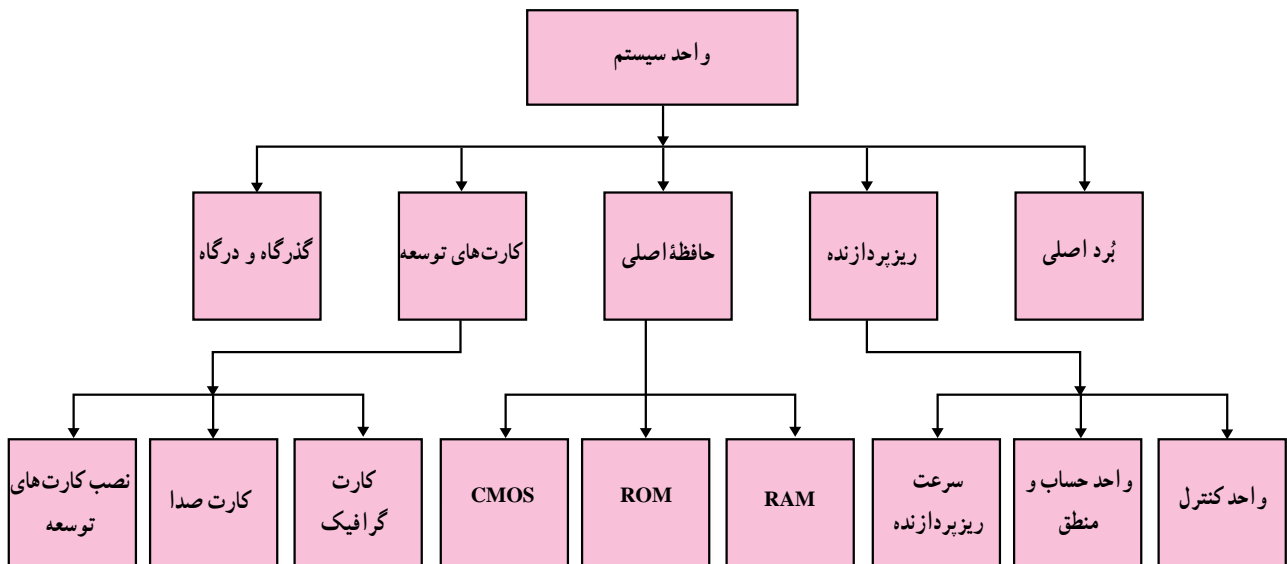 واحد سیستم
بُرد اصلی
ریزپردازنده
حافظهٔ اصلی
کارت‌های توسعه
گذرگاه و درگاه
واحد کنترل
واحد حساب و
منطق
سرعت
ریزپردازنده
RAM
ROM
CMOS
کارت
گرافیک
کارت صدا
نصب کارت‌های
توسعه